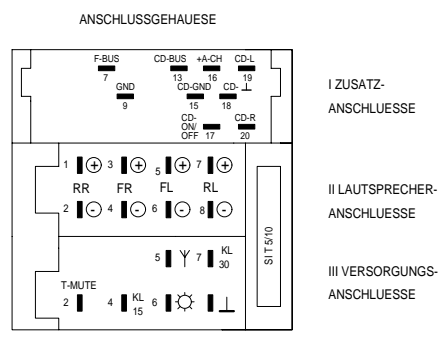 ANSCHLUSSGEHAUESE
F-BUS CD-BUS +A-CH CD-L
7 13 16 19
GND CD-GND CD-
9 15 18
CD-
ON/
OFF 17
CD-R
20
I ZUSATZ-
ANSCHLUESSE
1 + 3 + 5 + 7 +
RR FR FL RL
2 - 4 - 6 - 8 -
II LAUTSPRECHER-
ANSCHLUESSE
SIT 5/10
5 7 KL
30
T-MUTE
2 4 KL
15 6
III VERSORGUNGS-
ANSCHLUESSE